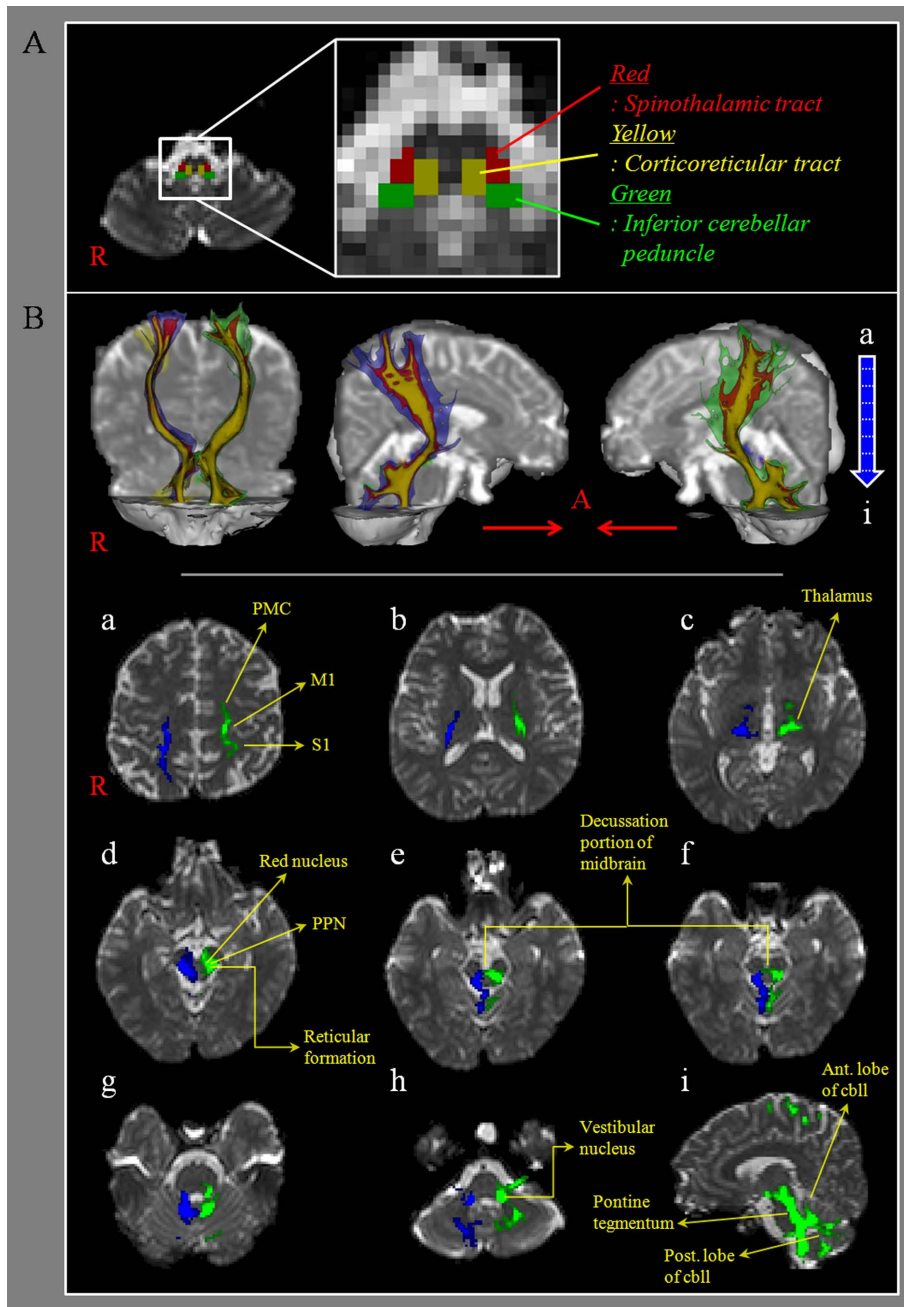 A
Red
: Spinothalamic tract
Yellow
: Corticoreticular tract
Green
: Inferior cerebellar
peduncle
R
B
a
i
A
R
a
PMC
M1
S1
R
b
c
Thalamus
d
Red nucleus
PPN
Reticular
formation
e
Decussation
portion of
midbrain
f
g
h
Vestibular
nucleus
i
Ant. lobe
of cbll
Pontine
tegmentum
Post. lobe
of cbll